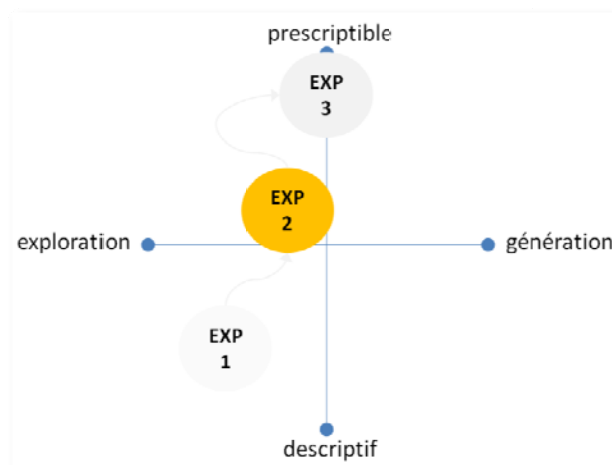 prescriptible
EXP
3
EXP
2
exploration
génération
EXP
1
descriptif